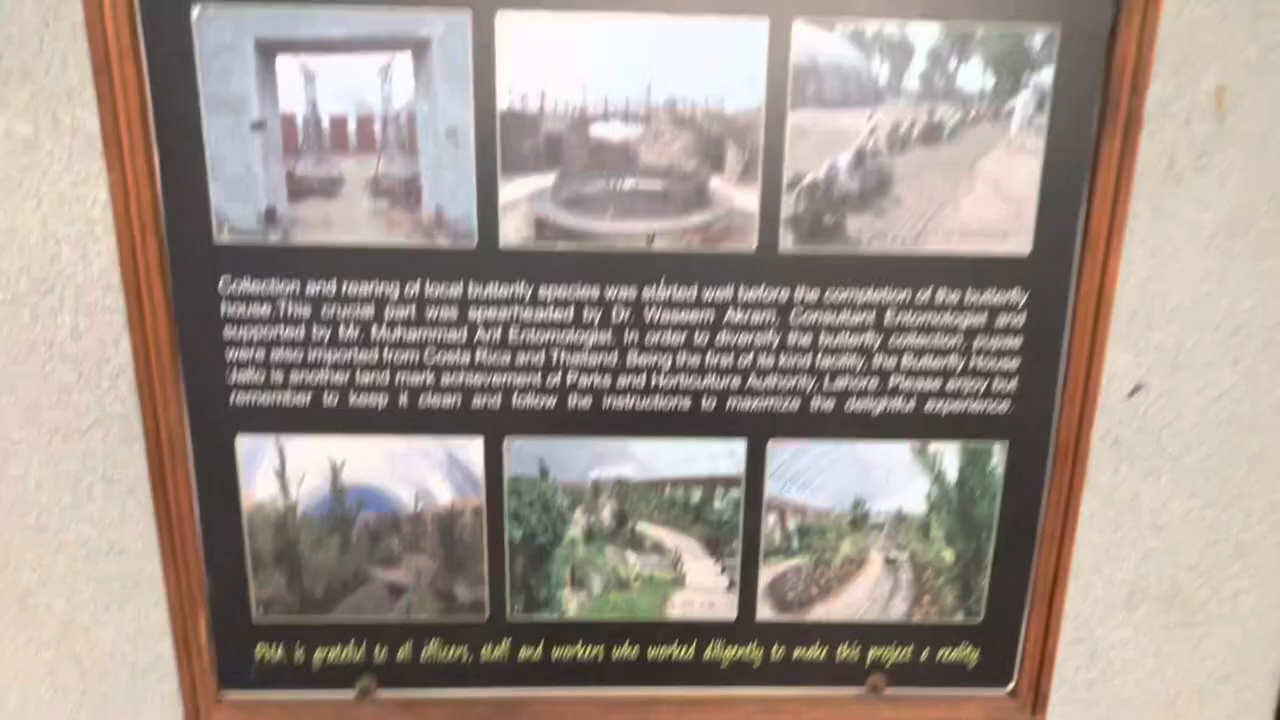 Collection and rearing of local butterfly species was started well before the completion of the butterfly
house. This crucial part was spearheaded by Dr. Waseem Akram, Consultant Entomologist and
supported by Mr. Muhammad Arif Entomologist. In order to diversify the butterfly collection, pupae
were also imported from Costa Rica and Thailand. Being the first of its kind facility, the Butterfly House
Jallo is another land mark achievement of Parks and Horticulture Authority, Lahore. Please enjoy but
remember to keep it clean and follow the instructions to maximize the delightful experience.
PHA is grateful to all officers, staff and workers who worked diligently to make this project a reality.